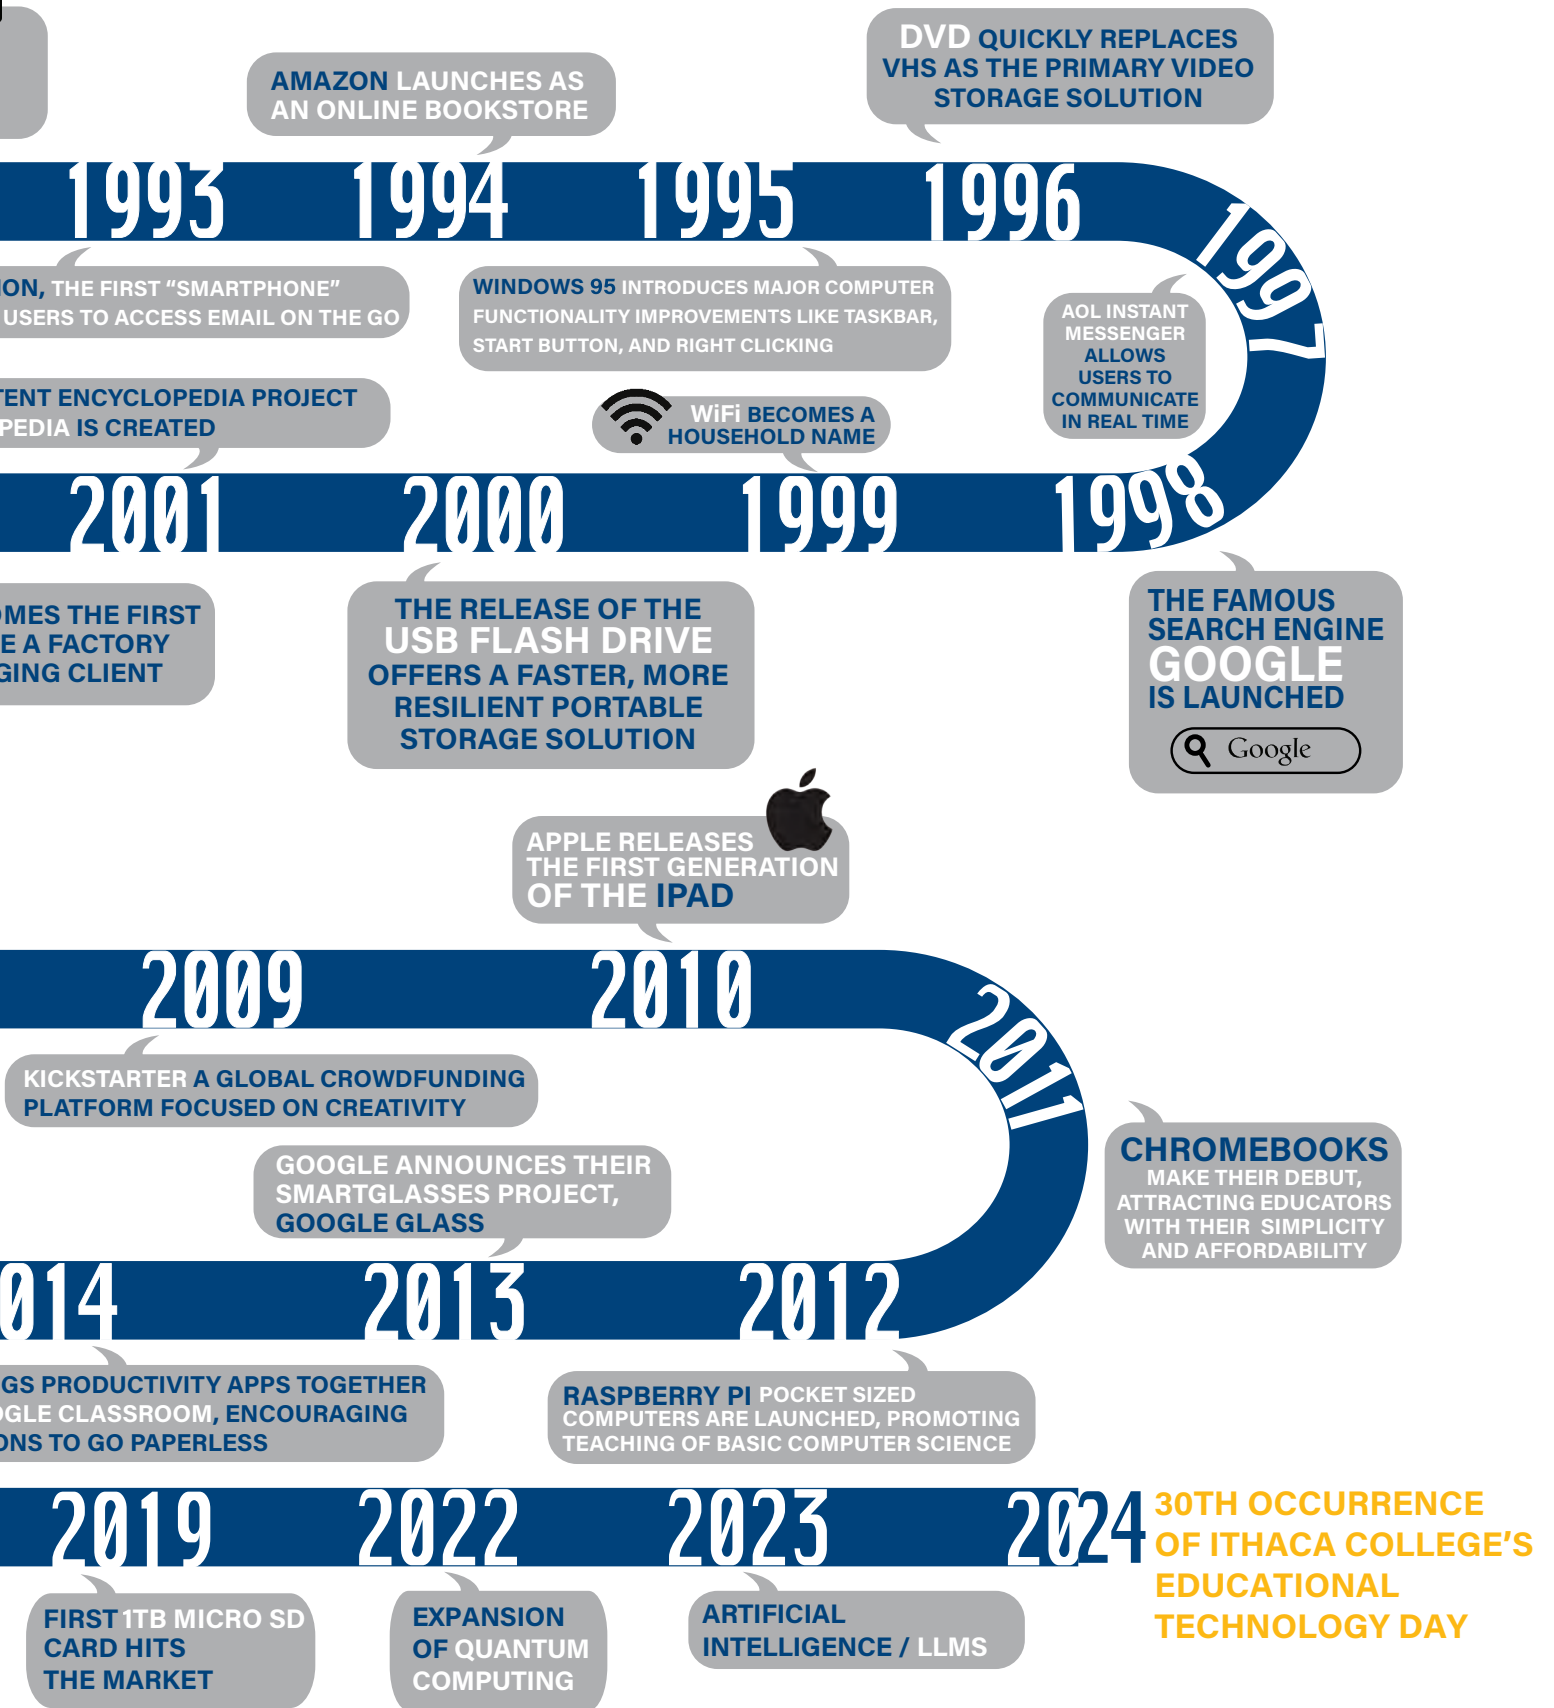 DVD QUICKLY REPLACES
VHS AS THE PRIMARY VIDEO
STORAGE SOLUTION
AMAZON LAUNCHES AS
AN ONLINE BOOKSTORE
1993
1994
1995
1996
1997
ION, THE FIRST “SMARTPHONE”
USERS TO ACCESS EMAIL ON THE GO
WINDOWS 95 INTRODUCES MAJOR COMPUTER
FUNCTIONALITY IMPROVEMENTS LIKE TASKBAR,
START BUTTON, AND RIGHT CLICKING
AOL INSTANT
MESSENGER
ALLOWS
USERS TO
COMMUNICATE
IN REAL TIME
TENT ENCYCLOPEDIA PROJECT
PEDIA IS CREATED
WiFi BECOMES A
HOUSEHOLD NAME
2001
2000
1999
1998
OMES THE FIRST
E A FACTORY
GING CLIENT
THE RELEASE OF THE
USB FLASH DRIVE
OFFERS A FASTER, MORE
RESILIENT PORTABLE
STORAGE SOLUTION
THE FAMOUS
SEARCH ENGINE
GOOGLE
IS LAUNCHED
Google
APPLE RELEASES
THE FIRST GENERATION
OF THE IPAD
2009
2010
2011
KICKSTARTER A GLOBAL CROWDFUNDING
PLATFORM FOCUSED ON CREATIVITY
CHROMEBOOKS
MAKE THEIR DEBUT,
ATTRACTING EDUCATORS
WITH THEIR SIMPLICITY
AND AFFORDABILITY
GOOGLE ANNOUNCES THEIR
SMARTGLASSES PROJECT,
GOOGLE GLASS
014
2013
2012
GS PRODUCTIVITY APPS TOGETHER
OGLE CLASSROOM, ENCOURAGING
ONS TO GO PAPERLESS
RASPBERRY PI POCKET SIZED
COMPUTERS ARE LAUNCHED, PROMOTING
TEACHING OF BASIC COMPUTER SCIENCE
2019
2022
2023
2024
30TH OCCURRENCE
OF ITHACA COLLEGE’S
EDUCATIONAL
TECHNOLOGY DAY
FIRST 1TB MICRO SD
CARD HITS
THE MARKET
EXPANSION
OF QUANTUM
COMPUTING
ARTIFICIAL
INTELLIGENCE / LLMS